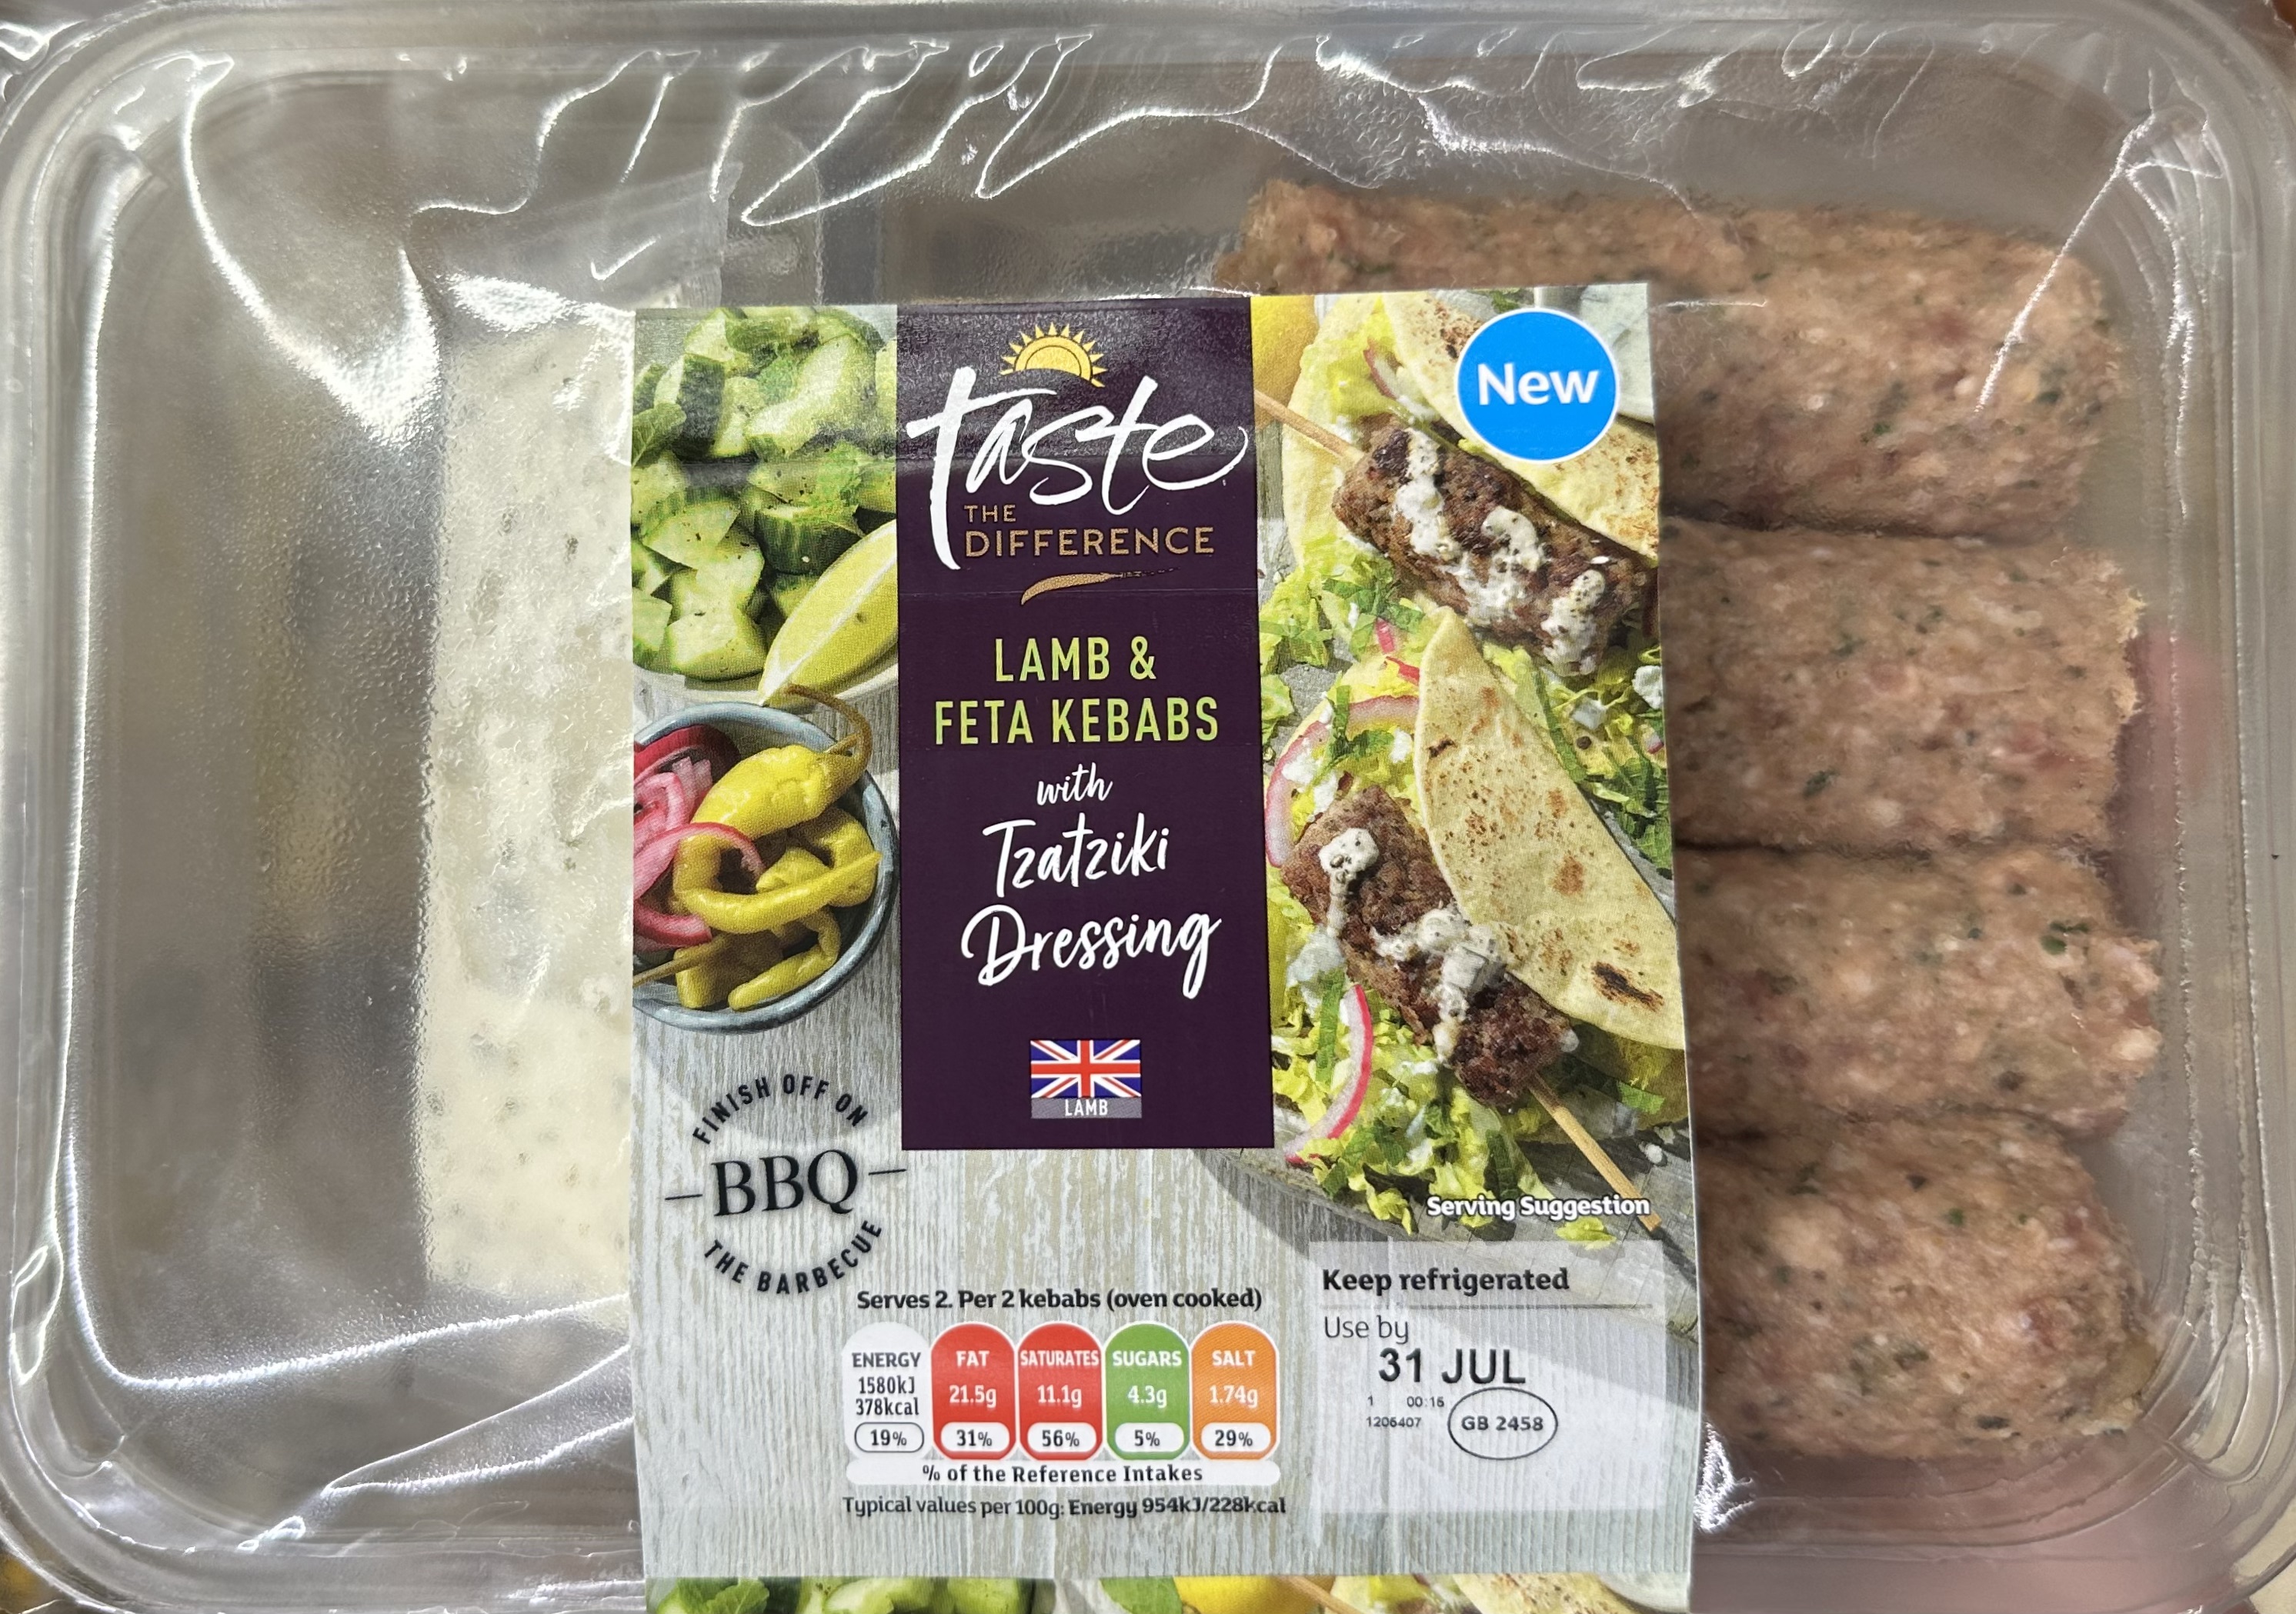 New
taste
THE
DIFFERENCE
LAMB &
FETA KEBABS
with
Tzatziki
Dressing
LAMB
FINISH OFF ON
BBQ
THE BARBECUE
Serving Suggestion
Serves 2. Per 2 kebabs (oven cooked)
ENERGY
1580kJ
378kcal
19%
FAT
21.5g
31%
SATURATES
11.1g
56%
SUGARS
4.3g
5%
SALT
1.74g
29%
% of the Reference Intakes
Typical values per 100g: Energy 954kJ/228kcal
Keep refrigerated
Use by
31 JUL
1 00:16
1206407
GB 2458